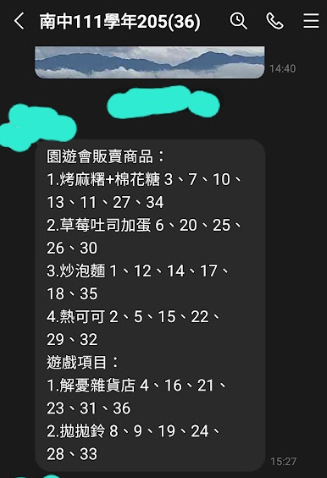 南中111學年205(36)
14:40
園遊會販賣商品：
1.烤麻糬+棉花糖 3、7、10、
13、11、27、34
2.草莓吐司加蛋 6、20、25、
26、30
3.炒泡麵 1、12、14、17、
18、35
4.熱可可 2、5、15、22、
29、32
遊戲項目：
1.解憂雜貨店 4、16、21、
23、31、36
2.拋拋鈴 8、9、19、24、
28、33
15:27